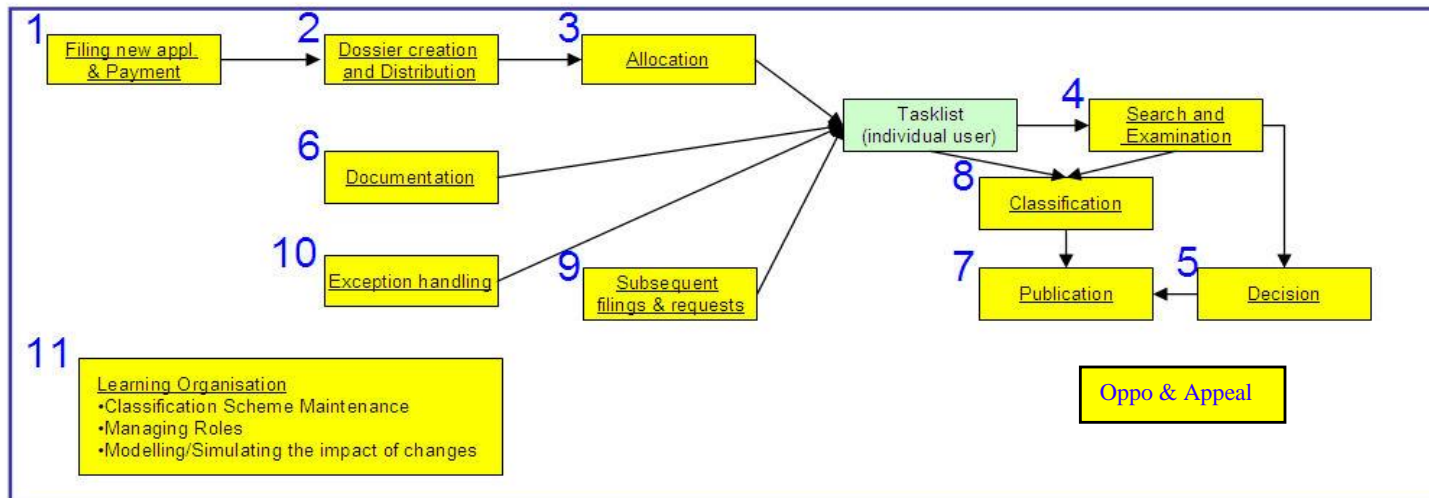 1
Filing new appl.
& Payment
2
Dossier creation
and Distribution
3
Allocation
Tasklist
(individual user)
4
Search and
Examination
6
Documentation
8
Classification
10
Exception handling
9
Subsequent
filings & requests
7
Publication
5
Decision
11
Learning Organisation
•Classification Scheme Maintenance
•Managing Roles
•Modelling/Simulating the impact of changes
Oppo & Appeal